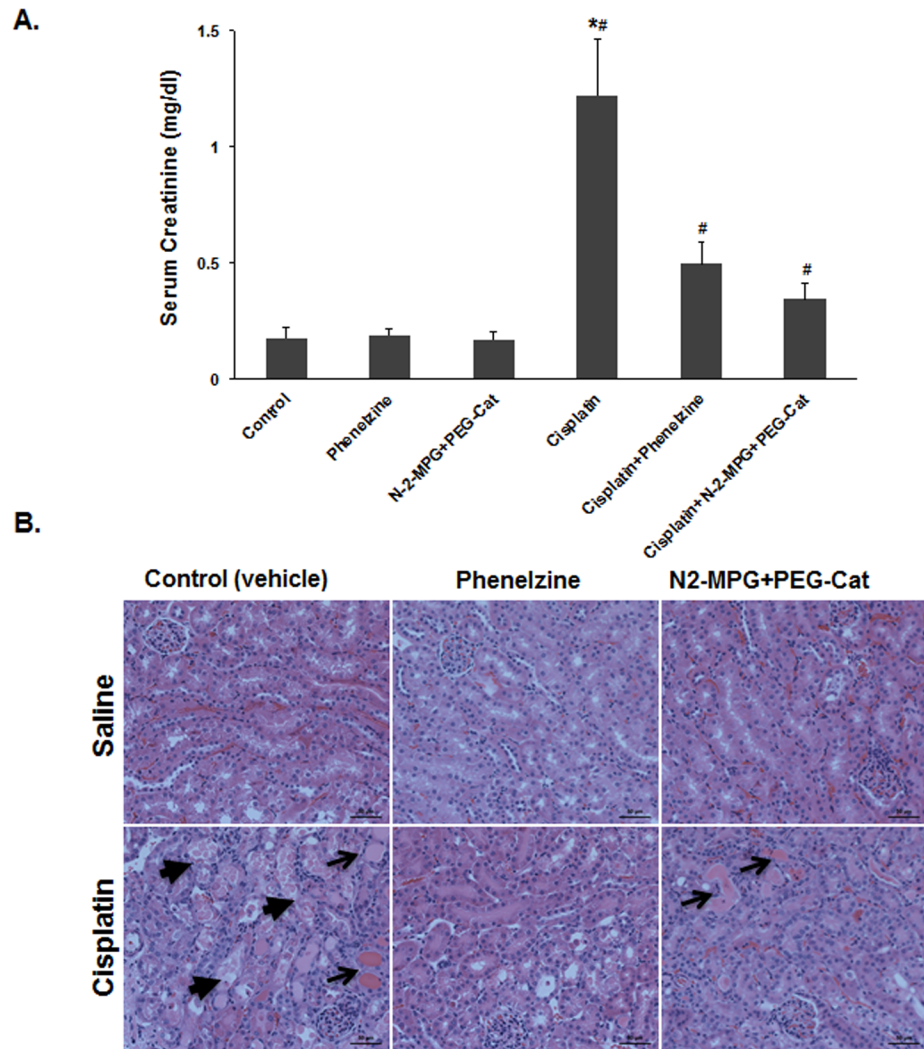 A.
Serum Creatinine (mg/dl)
1.5
1
0.5
0
*#
#
#
Control
Phenelzine
N-2-MPG+PEG-Cat
Cisplatin
Cisplatin+Phenelzine
Cisplatin+N-2-MPG+PEG-Cat
B.
Control (vehicle)
Phenelzine
N2-MPG+PEG-Cat
Saline
Cisplatin